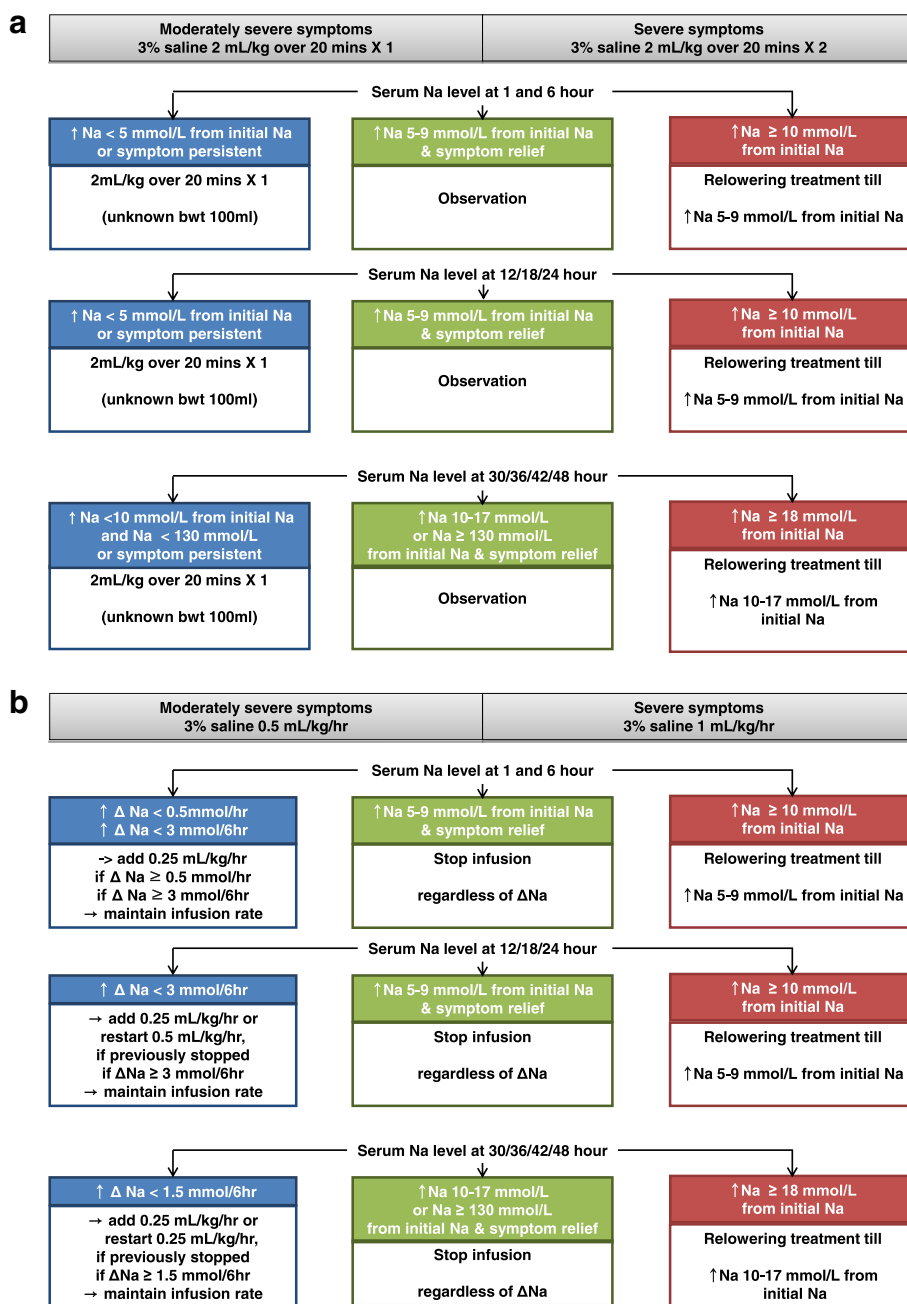 a
Moderately severe symptoms
3% saline 2 mL/kg over 20 mins X 1
Severe symptoms
3% saline 2 mL/kg over 20 mins X 2
Serum Na level at 1 and 6 hour
↑ Na < 5 mmol/L from initial Na
or symptom persistent
2mL/kg over 20 mins X 1
(unknown bwt 100ml)
↑Na 5-9 mmol/L from initial Na
& symptom relief
Observation
↑Na ≥ 10 mmol/L
from initial Na
Relowering treatment till
↑Na 5-9 mmol/L from initial Na
Serum Na level at 12/18/24 hour
↑ Na < 5 mmol/L from initial Na
or symptom persistent
2mL/kg over 20 mins X 1
(unknown bwt 100ml)
↑Na 5-9 mmol/L from initial Na
& symptom relief
Observation
↑Na ≥ 10 mmol/L
from initial Na
Relowering treatment till
↑Na 5-9 mmol/L from initial Na
Serum Na level at 30/36/42/48 hour
↑ Na <10 mmol/L from initial Na
and Na < 130 mmol/L
or symptom persistent
2mL/kg over 20 mins X 1
(unknown bwt 100ml)
↑Na 10-17 mmol/L
or Na ≥ 130 mmol/L
from initial Na & symptom relief
Observation
↑Na ≥ 18 mmol/L
from initial Na
Relowering treatment till
↑Na 10-17 mmol/L from
initial Na
b
Moderately severe symptoms
3% saline 0.5 mL/kg/hr
Severe symptoms
3% saline 1 mL/kg/hr
Serum Na level at 1 and 6 hour
↑ Δ Na < 0.5mmol/hr
↑ Δ Na < 3 mmol/6hr
-> add 0.25 mL/kg/hr
if Δ Na ≥ 0.5 mmol/hr
if Δ Na ≥ 3 mmol/6hr
→ maintain infusion rate
↑Na 5-9 mmol/L from initial Na
& symptom relief
Stop infusion
regardless of ΔNa
↑Na ≥ 10 mmol/L
from initial Na
Relowering treatment till
↑Na 5-9 mmol/L from initial Na
Serum Na level at 12/18/24 hour
↑ Δ Na < 3 mmol/6hr
→ add 0.25 mL/kg/hr or
restart 0.5 mL/kg/hr,
if previously stopped
if ΔNa ≥ 3 mmol/6hr
→ maintain infusion rate
↑Na 5-9 mmol/L from initial Na
& symptom relief
Stop infusion
regardless of ΔNa
↑Na ≥ 10 mmol/L
from initial Na
Relowering treatment till
↑Na 5-9 mmol/L from initial Na
Serum Na level at 30/36/42/48 hour
↑ Δ Na < 1.5 mmol/6hr
→ add 0.25 mL/kg/hr or
restart 0.25 mL/kg/hr,
if previously stopped
if ΔNa ≥ 1.5 mmol/6hr
→ maintain infusion rate
↑Na 10-17 mmol/L
or Na ≥ 130 mmol/L
from initial Na & symptom relief
Stop infusion
regardless of ΔNa
↑Na ≥ 18 mmol/L
from initial Na
Relowering treatment till
↑Na 10-17 mmol/L from
initial Na